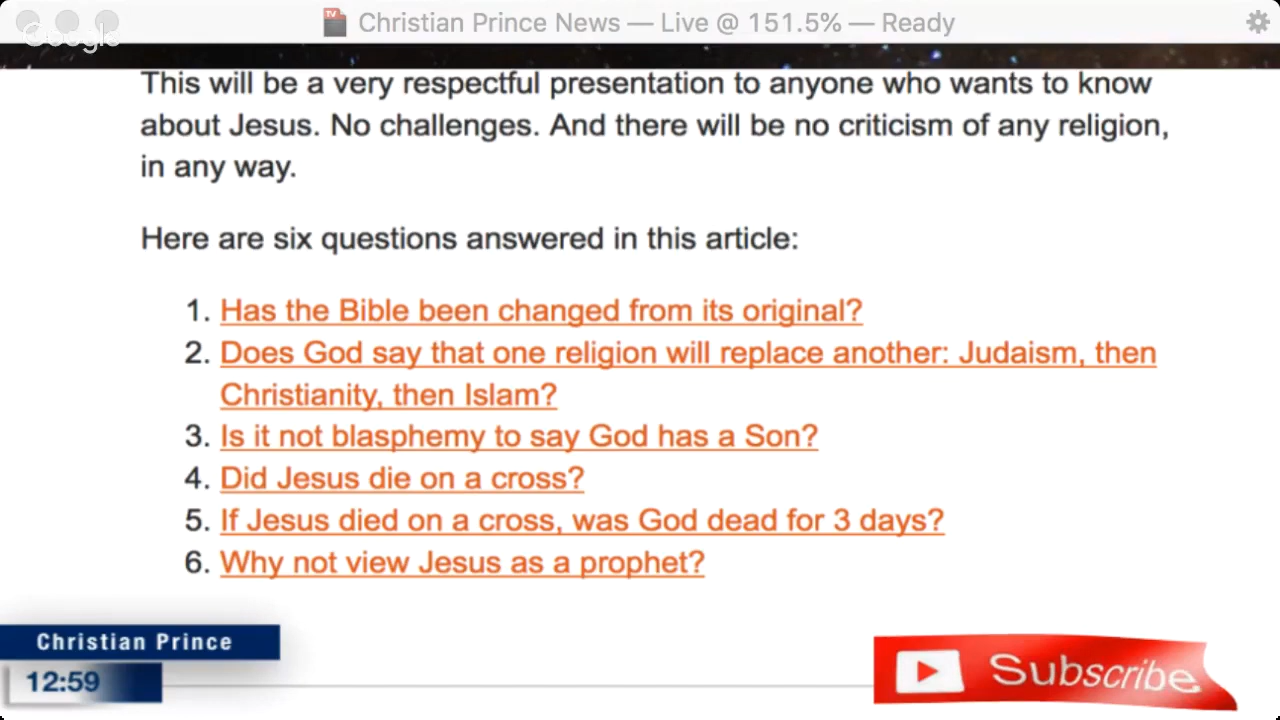 Christian Prince News — Live @ 151.5% — Ready
Google
This will be a very respectful presentation to anyone who wants to know
about Jesus. No challenges. And there will be no criticism of any religion,
in any way.
Here are six questions answered in this article:
1. Has the Bible been changed from its original?
2. Does God say that one religion will replace another: Judaism, then
Christianity, then Islam?
3. Is it not blasphemy to say God has a Son?
4. Did Jesus die on a cross?
5. If Jesus died on a cross, was God dead for 3 days?
6. Why not view Jesus as a prophet?
Christian Prince
12:59
Subscribe